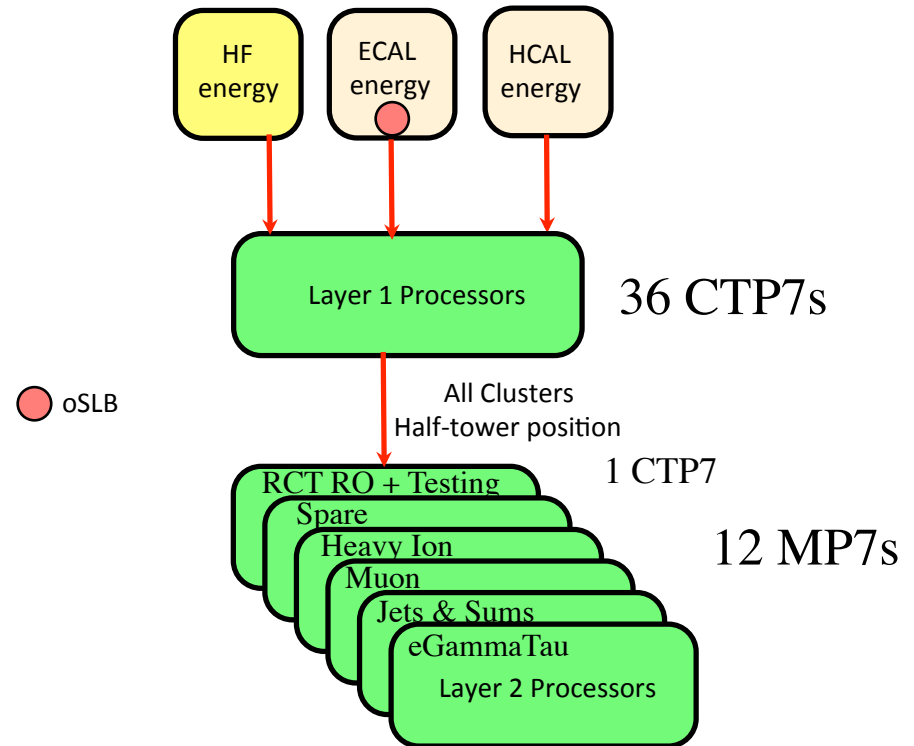 HF
energy
ECAL
energy
HCAL
energy
Layer 1 Processors
36 CTP7s
oSLB
All Clusters
Half-tower position
1 CTP7
RCT RO + Testing
Spare
Heavy Ion
12 MP7s
Muon
Jets & Sums
eGammaTau
Layer 2 Processors